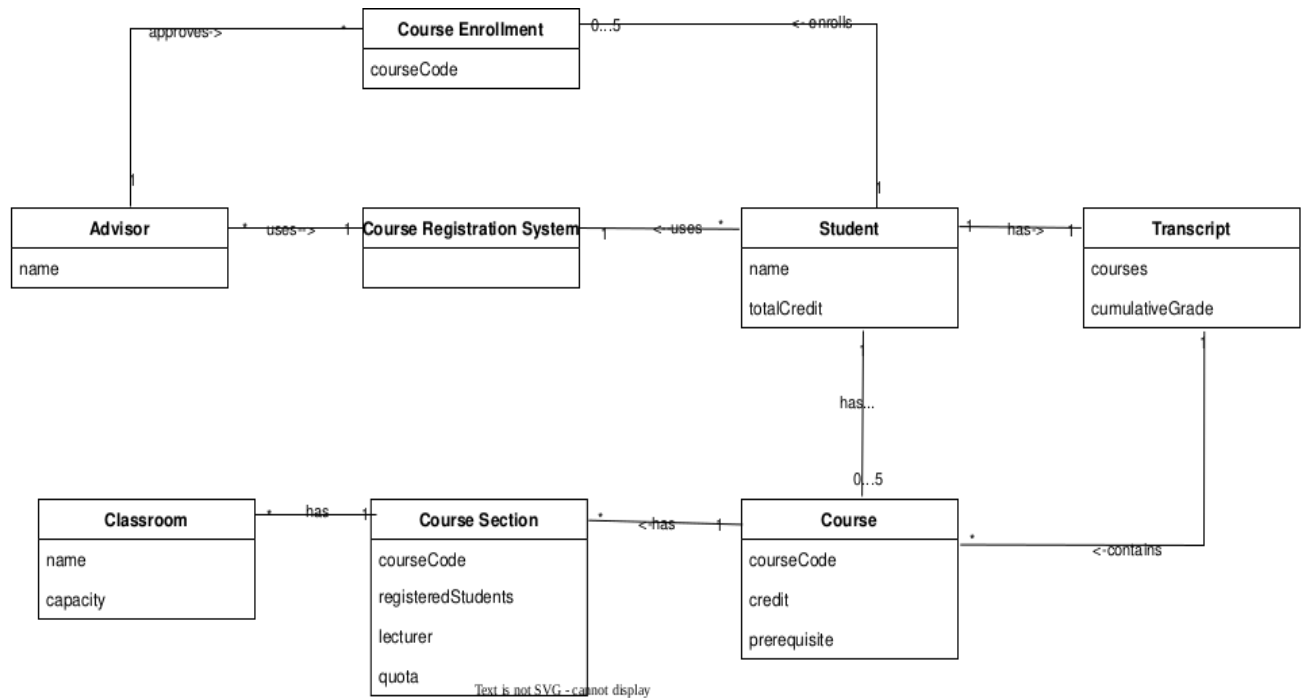 approves->
*
Course Enrollment
0...5
<-enrolls
courseCode
1
1
Advisor
* uses--> 1
Course Registration System
1 <--uses *
Student
1 has-> 1
Transcript
name
name
courses
totalCredit
cumulativeGrade
1
1
has...
0...5
Classroom
* has 1
Course Section
* <-has 1
Course
* <-contains
name
courseCode
courseCode
capacity
registeredStudents
credit
lecturer
prerequisite
quota
Text is not SVG - cannot display